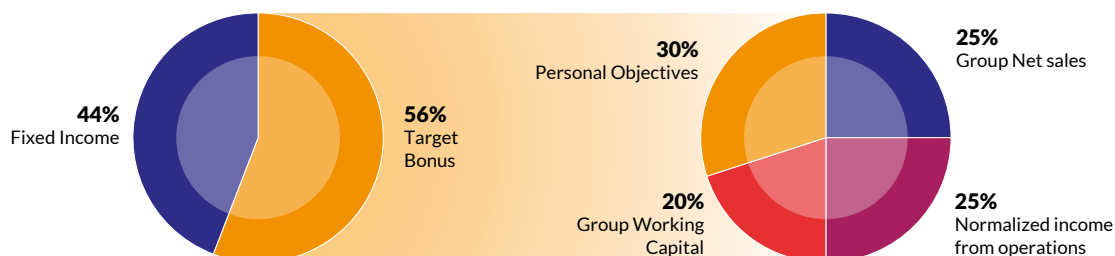 44%
Fixed Income
56%
Target
Bonus
30%
Personal Objectives
20%
Group Working
Capital
25%
Group Net sales
25%
Normalized income
from operations